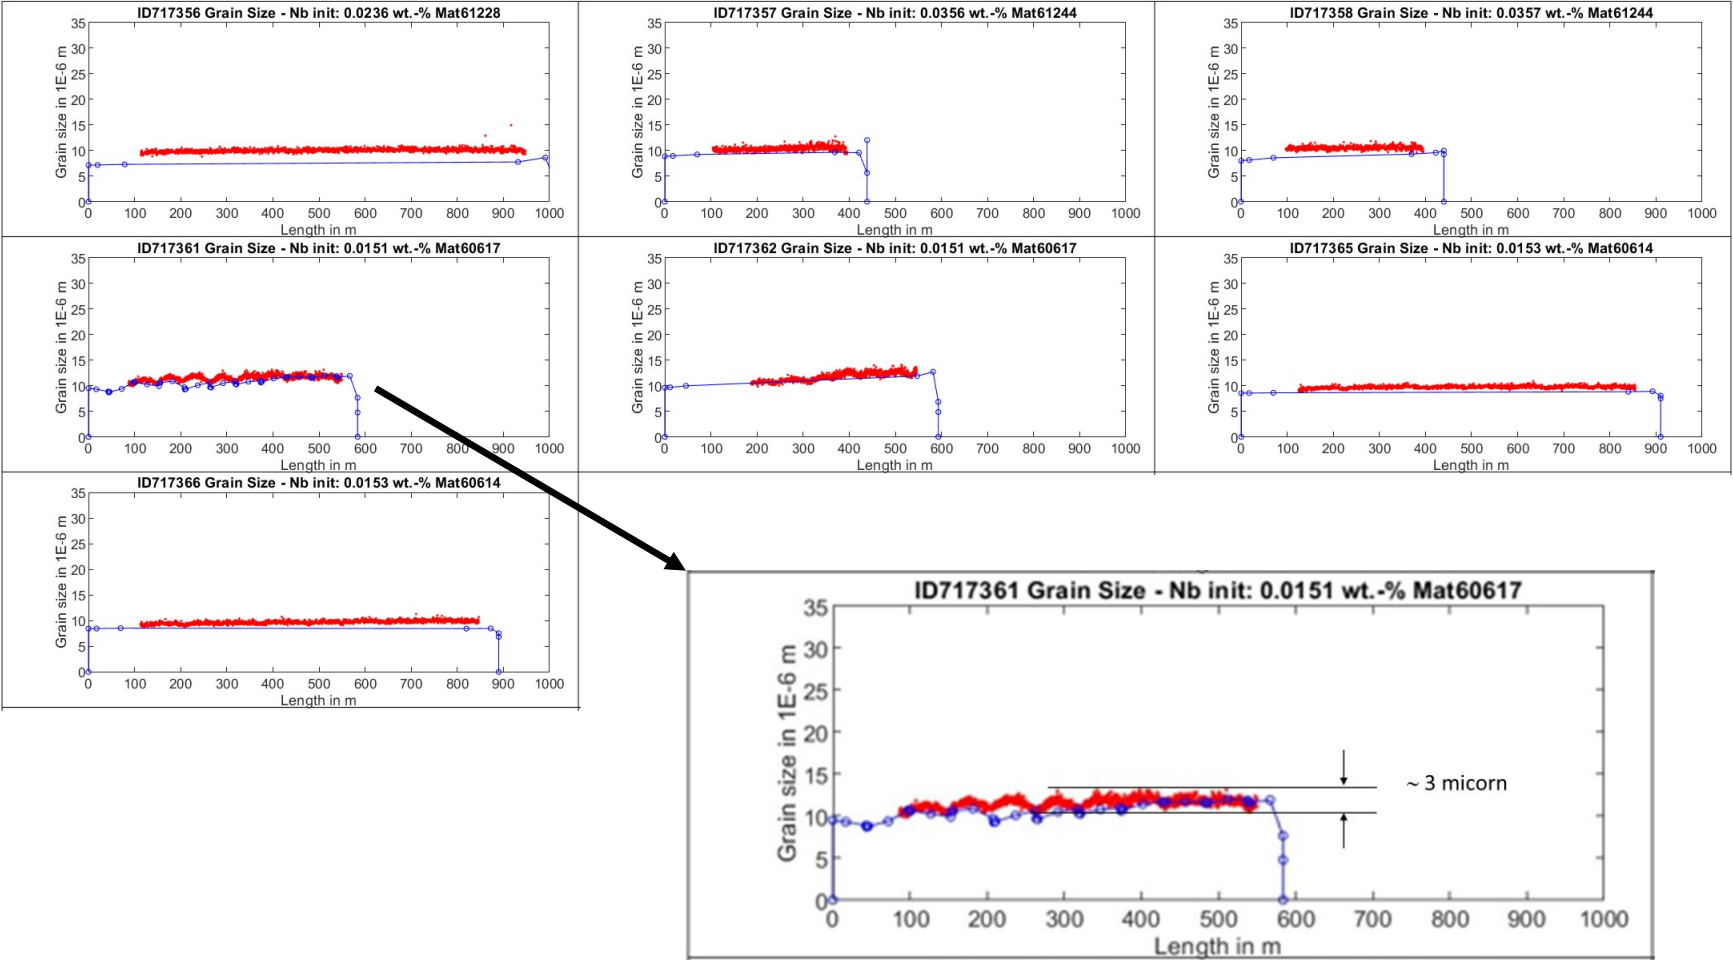 ID717356 Grain Size - Nb init: 0.0236 wt.-% Mat61228
Grain size in 1E-6 m
35
30
25
20
15
10
5
0
0 100 200 300 400 500 600 700 800 900 1000
Length in m
ID717357 Grain Size - Nb init: 0.0356 wt.-% Mat61244
Grain size in 1E-6 m
35
30
25
20
15
10
5
0
0 100 200 300 400 500 600 700 800 900 1000
Length in m
ID717358 Grain Size - Nb init: 0.0357 wt.-% Mat61244
Grain size in 1E-6 m
35
30
25
20
15
10
5
0
0 100 200 300 400 500 600 700 800 900 1000
Length in m
ID717361 Grain Size - Nb init: 0.0151 wt.-% Mat60617
Grain size in 1E-6 m
35
30
25
20
15
10
5
0
0 100 200 300 400 500 600 700 800 900 1000
Length in m
ID717362 Grain Size - Nb init: 0.0151 wt.-% Mat60617
Grain size in 1E-6 m
35
30
25
20
15
10
5
0
0 100 200 300 400 500 600 700 800 900 1000
Length in m
ID717365 Grain Size - Nb init: 0.0153 wt.-% Mat60614
Grain size in 1E-6 m
35
30
25
20
15
10
5
0
0 100 200 300 400 500 600 700 800 900 1000
Length in m
ID717366 Grain Size - Nb init: 0.0153 wt.-% Mat60614
Grain size in 1E-6 m
35
30
25
20
15
10
5
0
0 100 200 300 400 500 600 700 800 900 1000
Length in m
ID717361 Grain Size - Nb init: 0.0151 wt.-% Mat60617
Grain size in 1E-6 m
35
30
25
20
15
10
5
0
~ 3 micorn
0 100 200 300 400 500 600 700 800 900 1000
Length in m